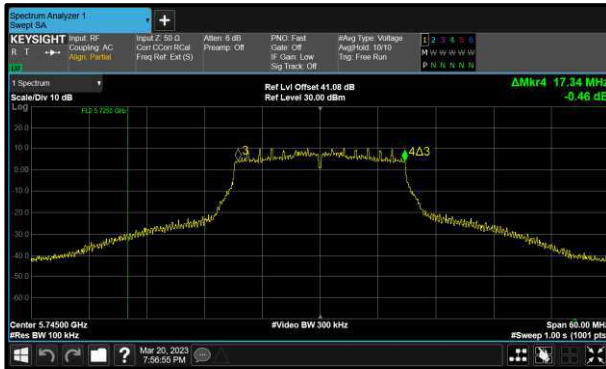 Spectrum Analyzer 1
Swept SA
+
KEYSIGHT
R T
Input: RF
Coupling: AC
Align: Partial
Input Z: 50 Ω
Corr CCorr RCal
Freq Ref: Ext (S)
Atten: 6 dB
Preamp: Off
PNO: Fast
Gate: Off
IF Gain: Low
Sig Track: Off
#Avg Type: Voltage
Avg|Hold: 10/10
Trig: Free Run
1 2 3 4 5 6
M W W W W W
P N N N N N
1 Spectrum
Scale/Div 10 dB
Ref Lvl Offset 41.08 dB
Ref Level 30.00 dBm
ΔMkr4 17.34 MHz
-0.46 dB
Log
20.0
10.0
0.00
-10.0
-20.0
-30.0
-40.0
-50.0
-60.0
3
4Δ3
Center 5.74500 GHz
#Res BW 100 kHz
#Video BW 300 kHz
Span 60.00 MHz
#Sweep 1.00 s (1001 pts)
?
Mar 20, 2023
7:56:55 PM